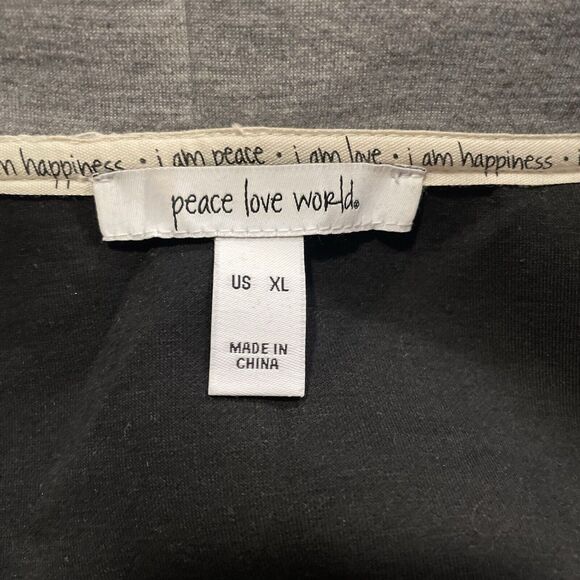 m happiness • i am peace • i am love • i am happiness •
peace love world®
US XL
MADE IN
CHINA